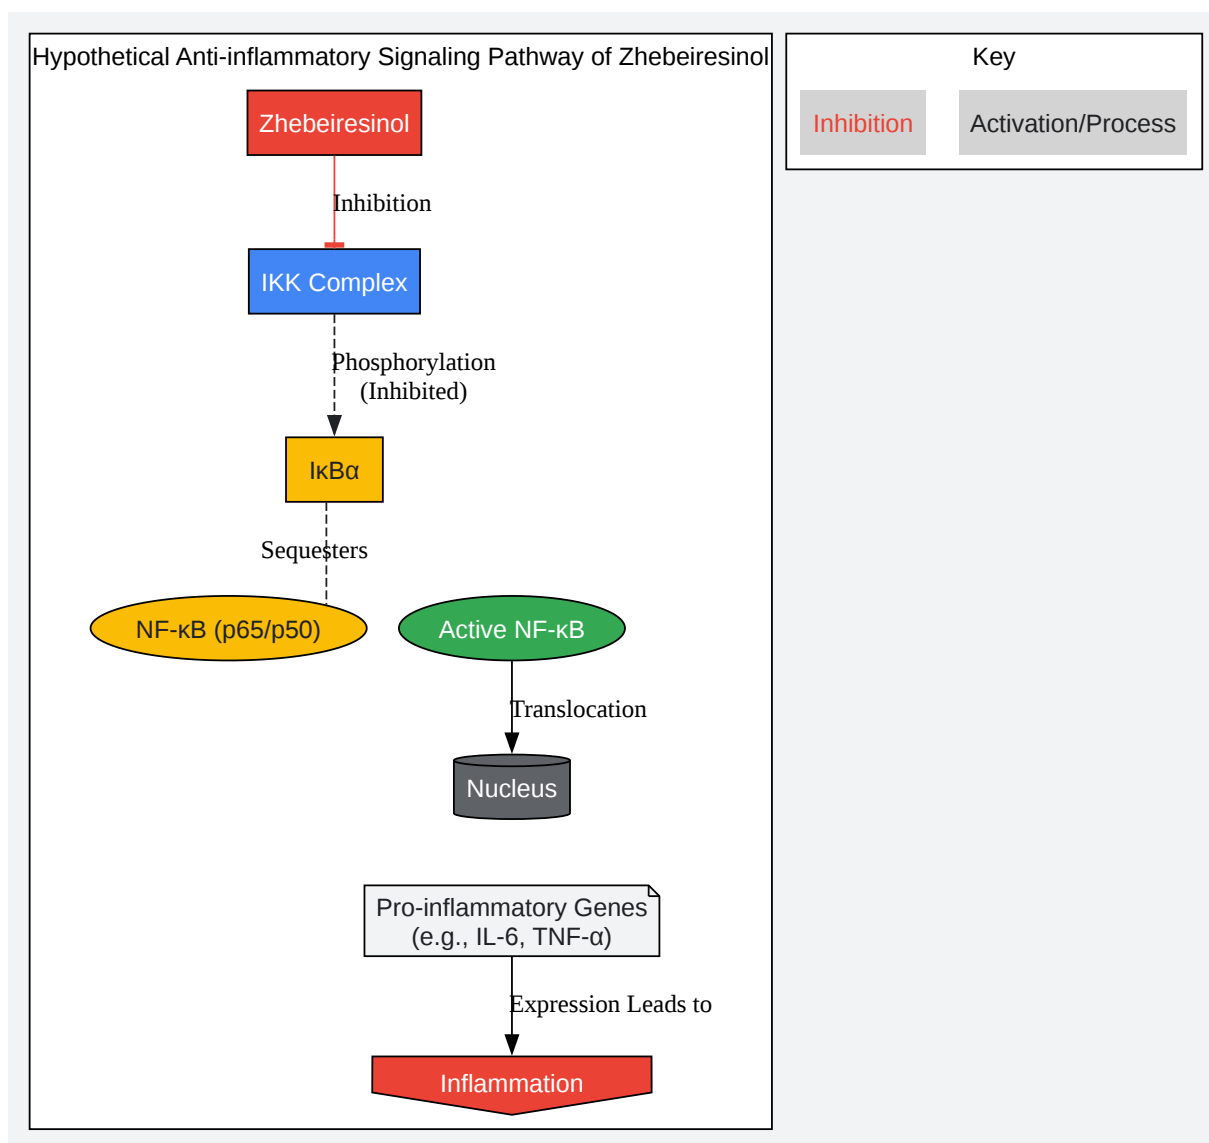 Hypothetical Anti-inflammatory Signaling Pathway of Zhebeiresinol
Zhebeiresinol
Inhibition
IKK Complex
Phosphorylation
(Inhibited)
IκBα
Sequesters
NF-κB (p65/p50)
Active NF-κB
Translocation
Nucleus
Pro-inflammatory Genes
(e.g., IL-6, TNF-α)
Expression Leads to
Inflammation
Key
Inhibition
Activation/Process